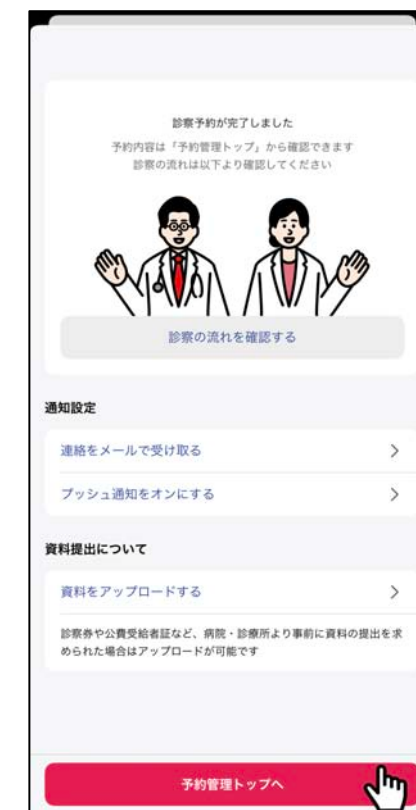 診察予約が完了しました
予約内容は「予約管理トップ」から確認できます
診察の流れは以下より確認してください
診察の流れを確認する
通知設定
連絡をメールで受け取る
プッシュ通知をオンにする
資料提出について
資料をアップロードする
診察券や公費受給者証など、病院・診療所より事前に資料の提出を求
められた場合はアップロードが可能です
予約管理トップへ